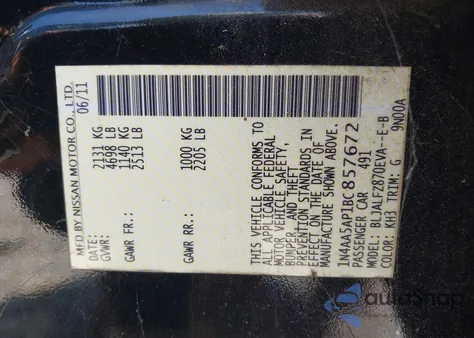 MFD BY NISSAN MOTOR CO., LTD.
06/11
GVWR: 2131 KG
4698 LB
GAWR FR: 1140 KG
2513 LB
GAWR RR: 1000 KG
2205 LB
THIS VEHICLE CONFORMS TO
ALL APPLICABLE FEDERAL
MOTOR VEHICLE SAFETY,
BUMPER, AND THEFT
PREVENTION STANDARDS IN
EFFECT ON THE DATE OF
MANUFACTURE SHOWN ABOVE.
1N4AA5AP1BC857672
PASSENGER CAR 491
MODEL: BLJALFZ870EVA--E-B
COLOR: KH3 TRIM: G 9N00A
autoSnap